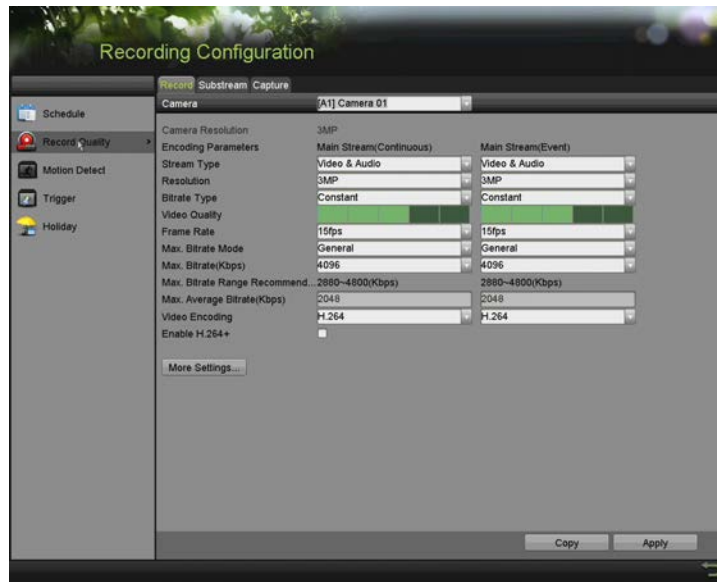 Recording Configuration
Record Substream Capture
Schedule
Record Quality
Motion Detect
Trigger
Holiday
Camera [A1] Camera 01
Camera Resolution 3MP
Encoding Parameters Main Stream(Continuous) Main Stream(Event)
Stream Type Video & Audio Video & Audio
Resolution 3MP 3MP
Bitrate Type Constant Constant
Video Quality
Frame Rate 15fps 15fps
Max. Bitrate Mode General General
Max. Bitrate(Kbps) 4096 4096
Max. Bitrate Range Recommend... 2880~4800(Kbps) 2880~4800(Kbps)
Max. Average Bitrate(Kbps) 2048 2048
Video Encoding H.264 H.264
Enable H.264+
More Settings...
Copy Apply